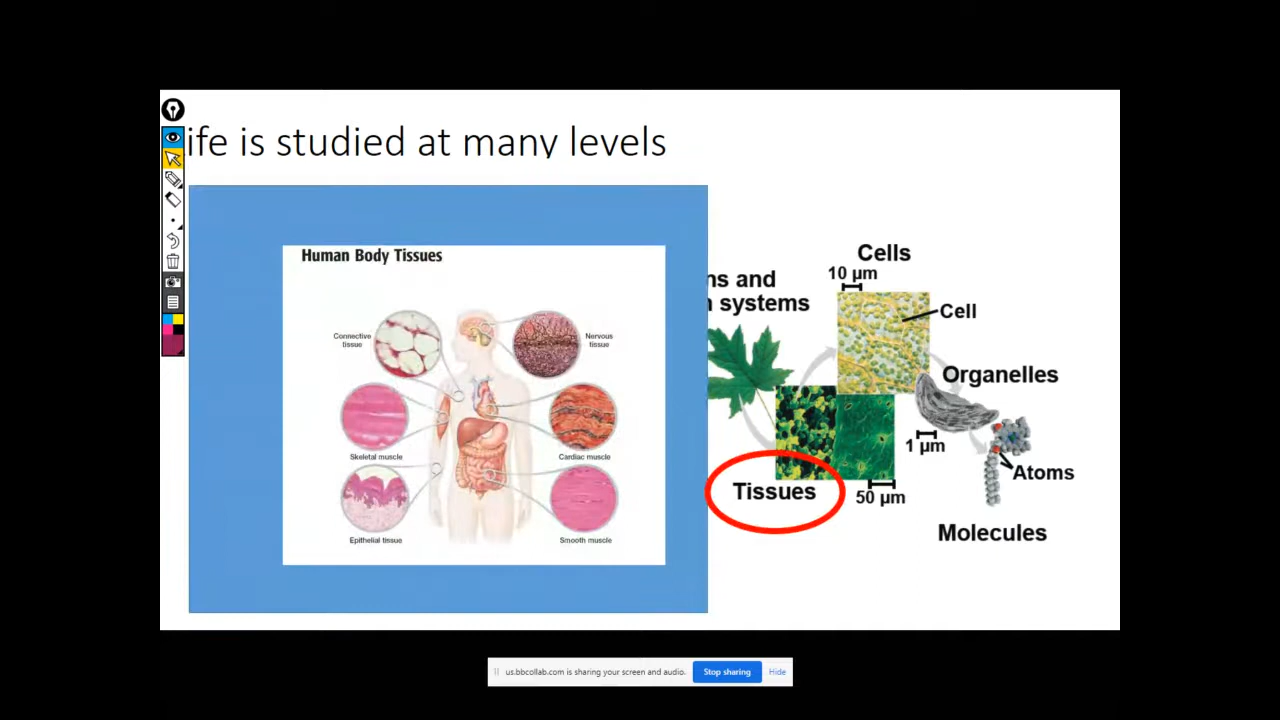 ife is studied at many levels
Human Body Tissues
Connective
tissue
Nervous
tissue
Skeletal muscle
Cardiac muscle
Epithelial tissue
Smooth muscle
ns and
systems
Cells
10 µm
Cell
Organelles
1 µm
Atoms
Tissues
50 µm
Molecules
us.bbcollab.com is sharing your screen and audio.
Stop sharing
Hide